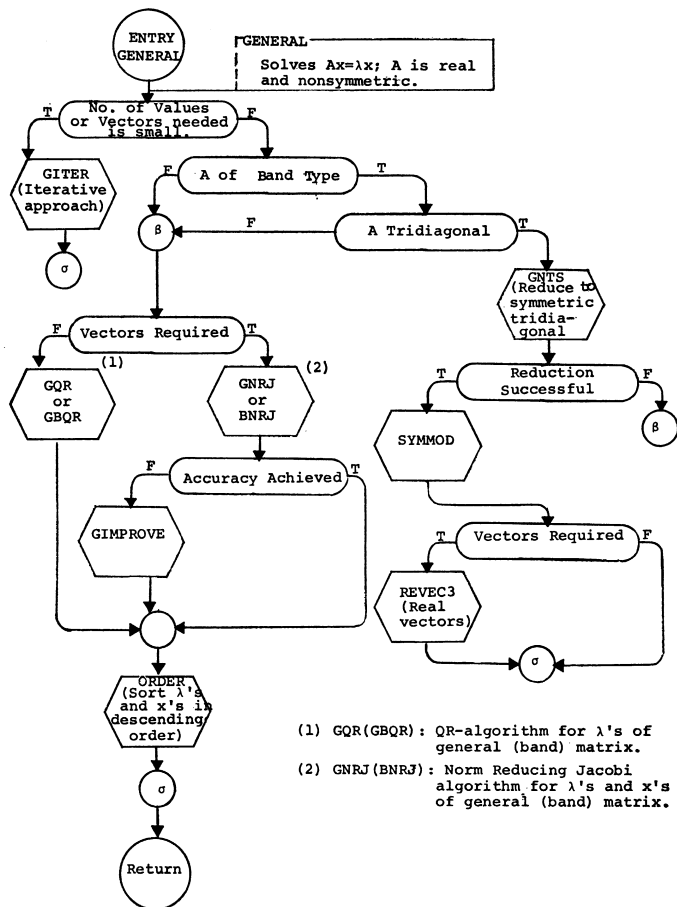 ENTRY
GENERAL
GENERAL
Solves Ax=λx; A is real
and nonsymmetric.
T
No. of Values
or Vectors needed
is small.
F
GITER
(Iterative
approach)
σ
F
A of Band Type
T
β
F
A Tridiagonal
T
GNTS
(Reduce to
symmetric
tridia-
gonal
F
Vectors Required
T
(1)
GQR
or
GBQR
(2)
GNRJ
or
BNRJ
T
Reduction
Successful
F
β
SYMMOD
F
Accuracy Achieved
T
GIMPROVE
T
Vectors Required
F
REVEC3
(Real
vectors)
σ
ORDER
(Sort λ's
and x's in
descending
order)
σ
Return
(1) GQR(GBQR): QR-algorithm for λ's of
general (band) matrix.
(2) GNRJ(BNRJ): Norm Reducing Jacobi
algorithm for λ's and x's
of general (band) matrix.